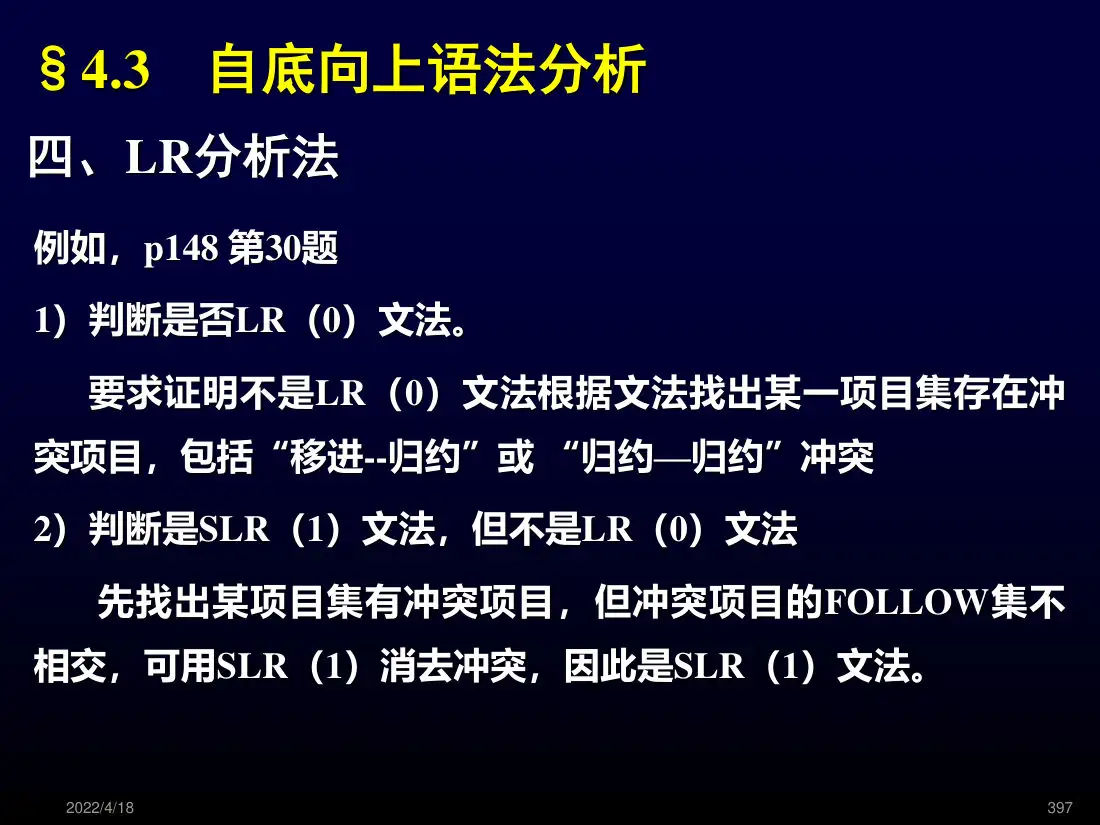 §4.3 自底向上语法分析
四、LR分析法
例如，p148 第30题
1）判断是否LR（0）文法。
要求证明不是LR（0）文法根据文法找出某一项目集存在冲
突项目，包括“移进--归约”或 “归约—归约”冲突
2）判断是SLR（1）文法，但不是LR（0）文法
先找出某项目集有冲突项目，但冲突项目的FOLLOW集不
相交，可用SLR（1）消去冲突，因此是SLR（1）文法。
2022/4/18
397